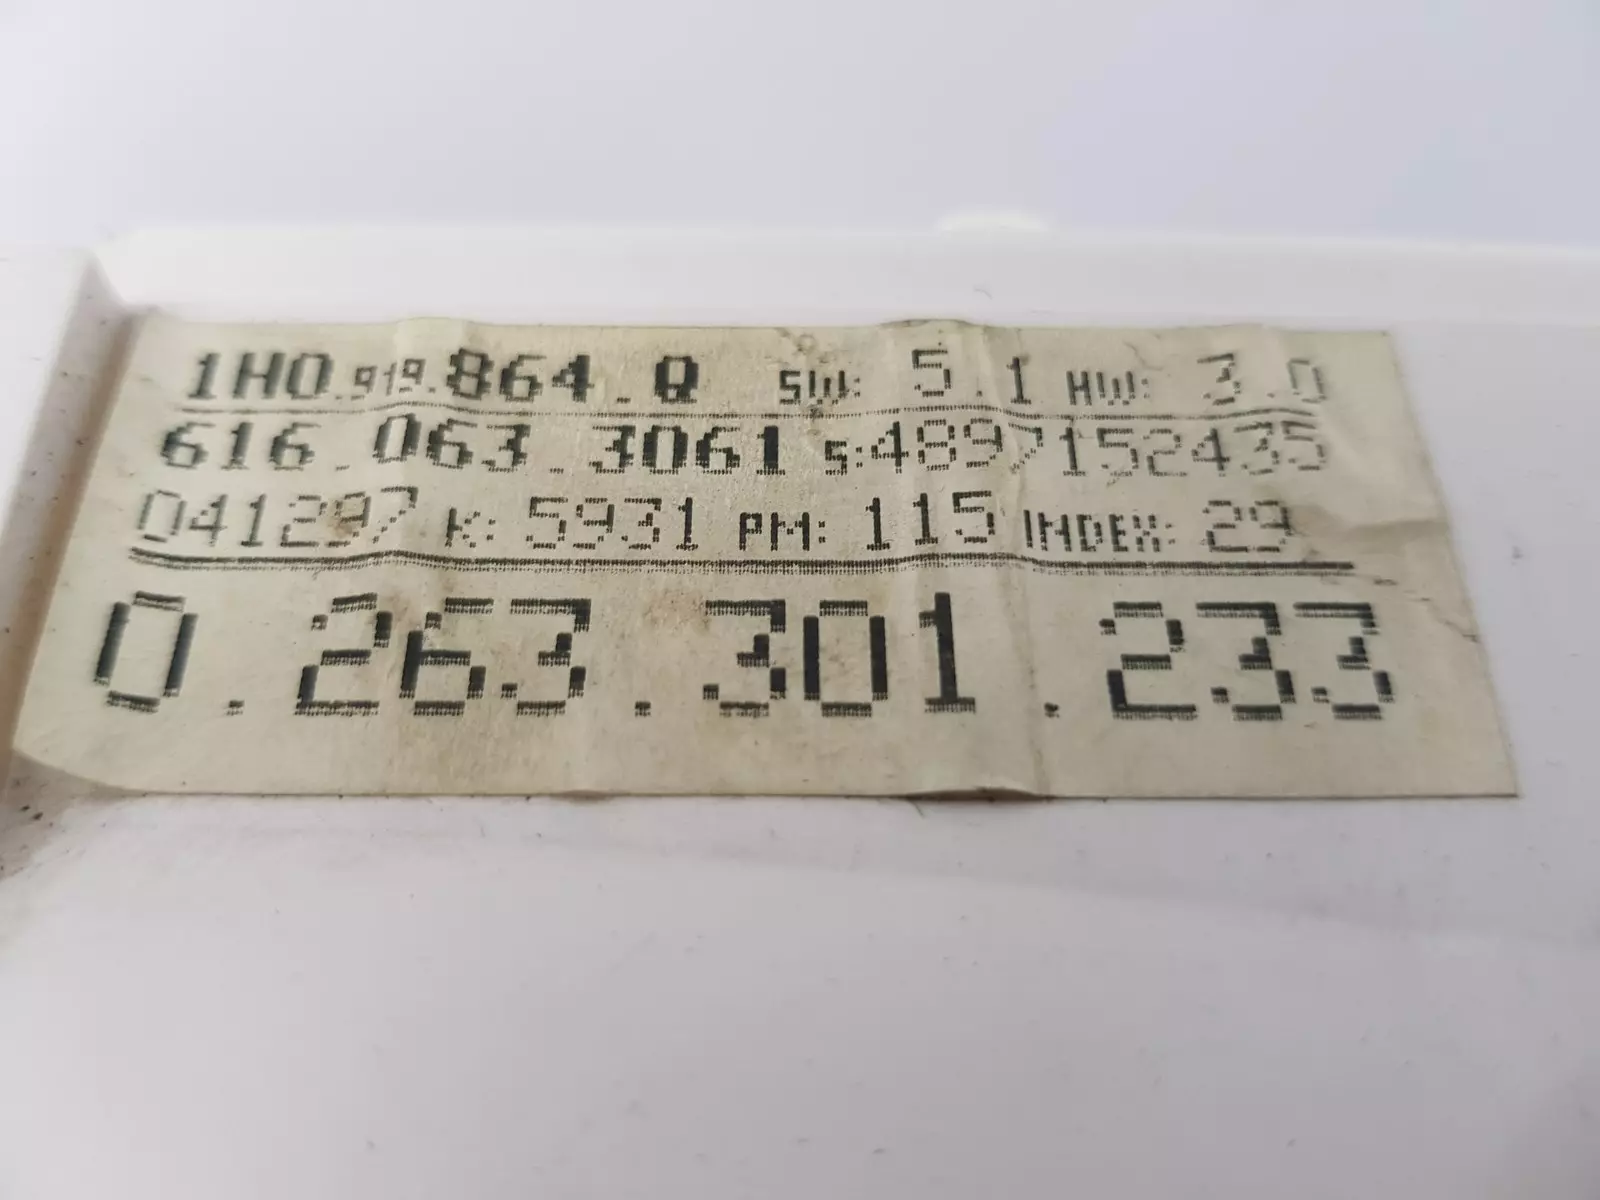 1H0.919.864.Q SW: 5.1 HW: 3.0
616.063.3061 S:
041297 K: 5931 PM: 115 INDEX: 29
0.263.301.233